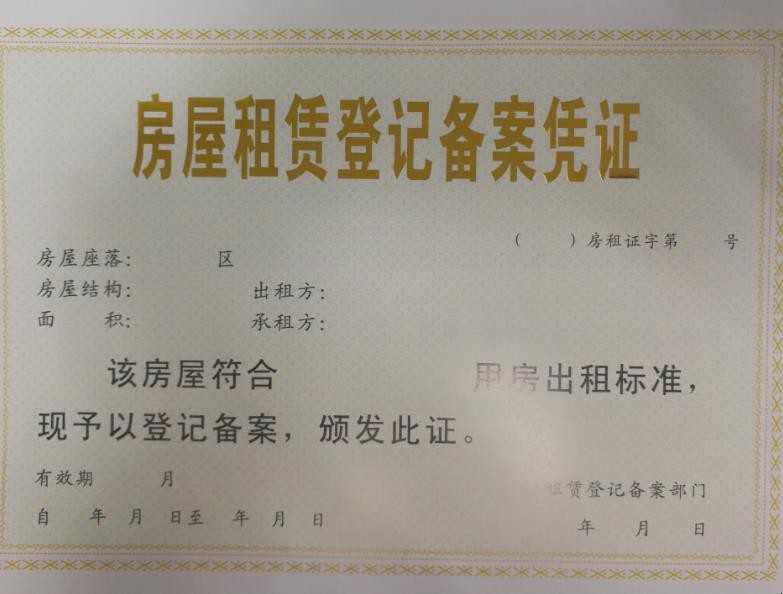 房屋租赁登记备案凭证
（ ）房租证字第 号
房屋座落： 区
房屋结构： 出租方：
面 积： 承租方：
该房屋符合 用房出租标准，
现予以登记备案，颁发此证。
有效期 月
租赁登记备案部门
自 年 月 日至 年 月 日
年 月 日